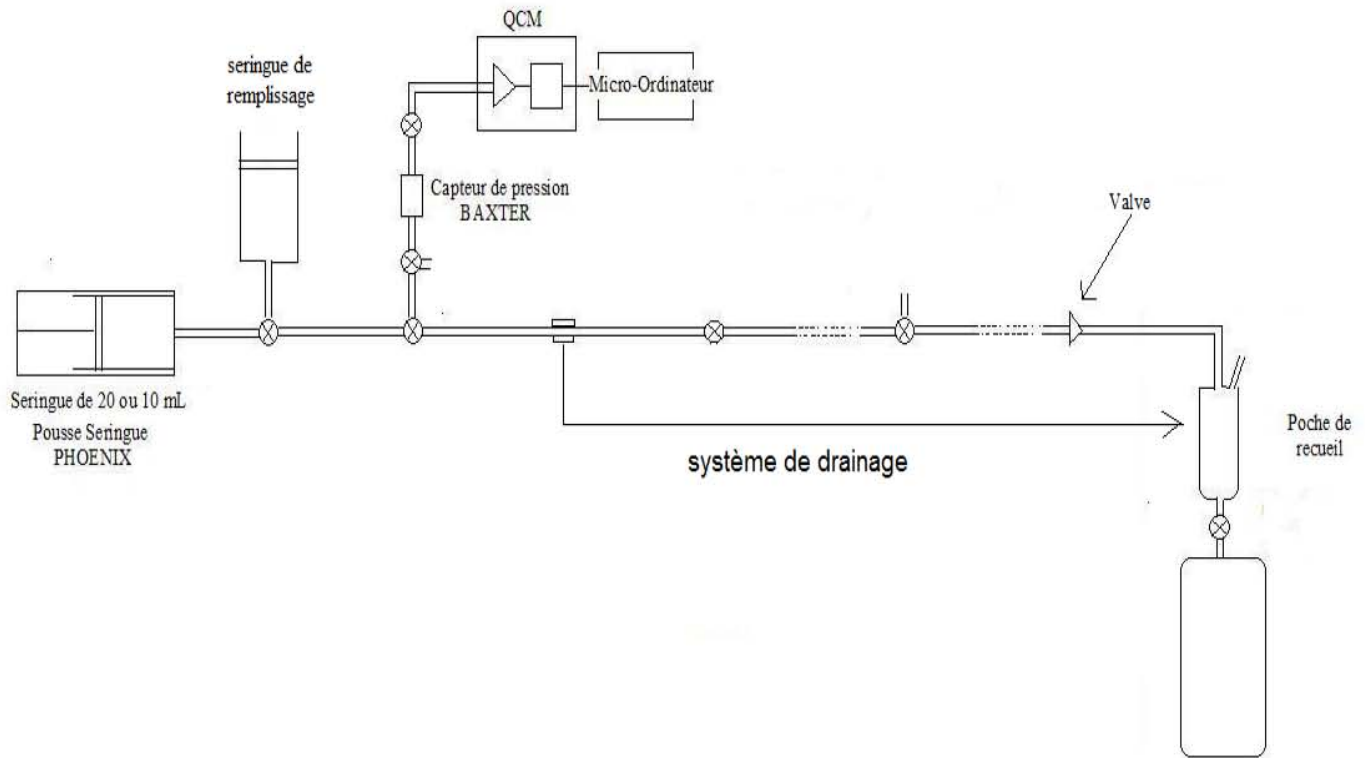 QCM
seringue de
remplissage
Micro-Ordinateur
Capteur de pression
BAXTER
Valve
Seringue de 20 ou 10 mL
Pousse Seringue
PHOENIX
système de drainage
Poche de
recueil